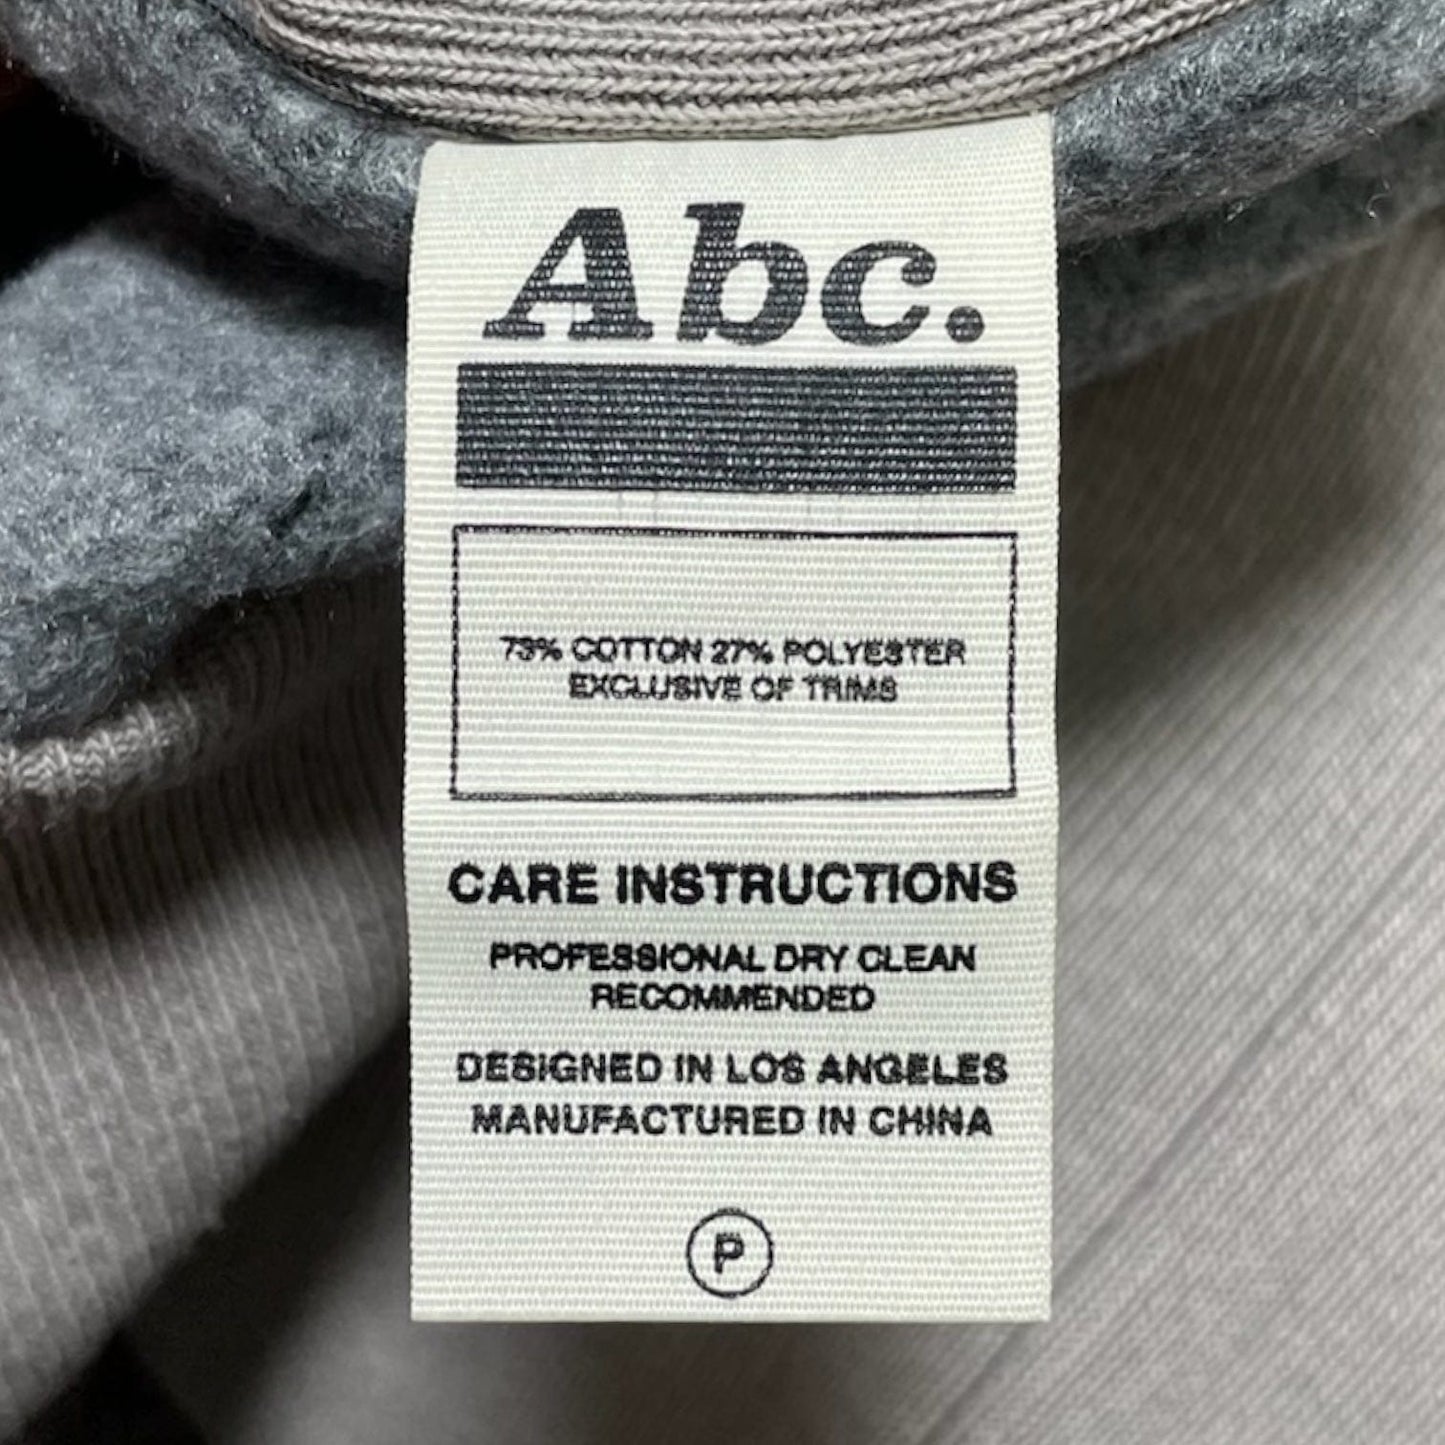 Abc.
73% COTTON 27% POLYESTER
EXCLUSIVE OF TRIMS
CARE INSTRUCTIONS
PROFESSIONAL DRY CLEAN
RECOMMENDED
DESIGNED IN LOS ANGELES
MANUFACTURED IN CHINA
P